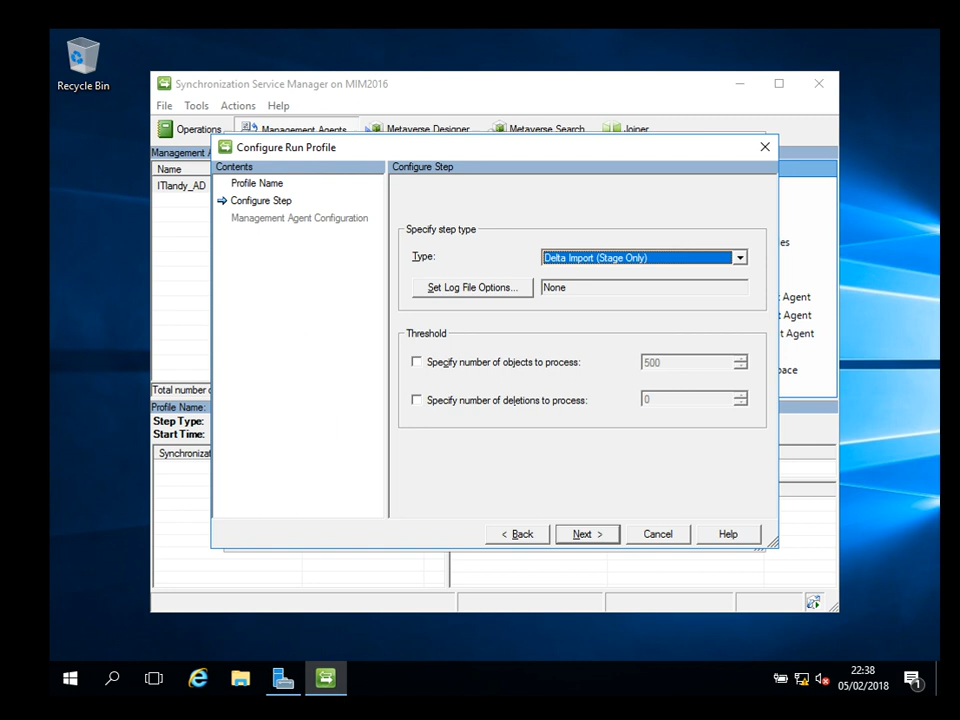 Recycle Bin
Synchronization Service Manager on MIM2016
File Tools Actions Help
Operations Management Agents Metaverse Designer Metaverse Search Joiner
Management
Name
ITlandy_AD
Configure Run Profile
Contents
Profile Name
Configure Step
Management Agent Configuration
Configure Step
Specify step type
Type:
Delta Import (Stage Only)
Set Log File Options...
None
Threshold
Specify number of objects to process:
500
Specify number of deletions to process:
0
< Back
Next >
Cancel
Help
es
Agent
Agent
t Agent
pace
Total number
Profile Name:
Step Type:
Start Time:
Synchronizat
22:38
05/02/2018
1